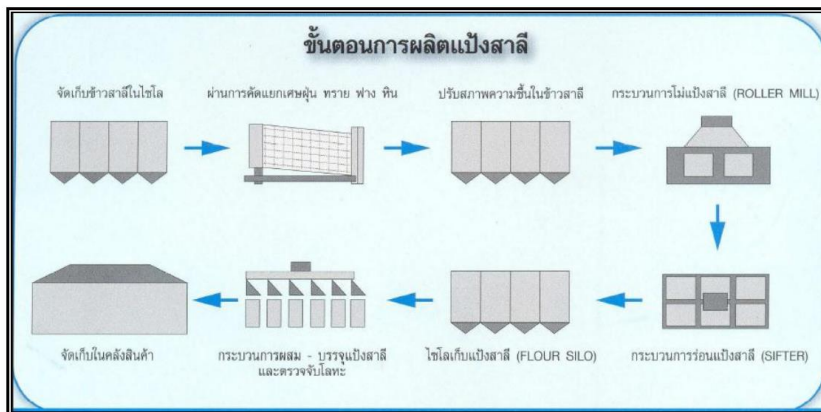 ขั้นตอนการผลิตแป้งสาลี
จัดเก็บข้าวสาลีในไซโล
ผ่านการคัดแยกเศษฝุ่น ทราย ฟาง หิน
ปรับสภาพความชื้นในข้าวสาลี
กระบวนการโม่แป้งสาลี (ROLLER MILL)
กระบวนการร่อนแป้งสาลี (SIFTER)
ไซโลเก็บแป้งสาลี (FLOUR SILO)
กระบวนการผสม - บรรจุแป้งสาลี
และตรวจจับโลหะ
จัดเก็บในคลังสินค้า